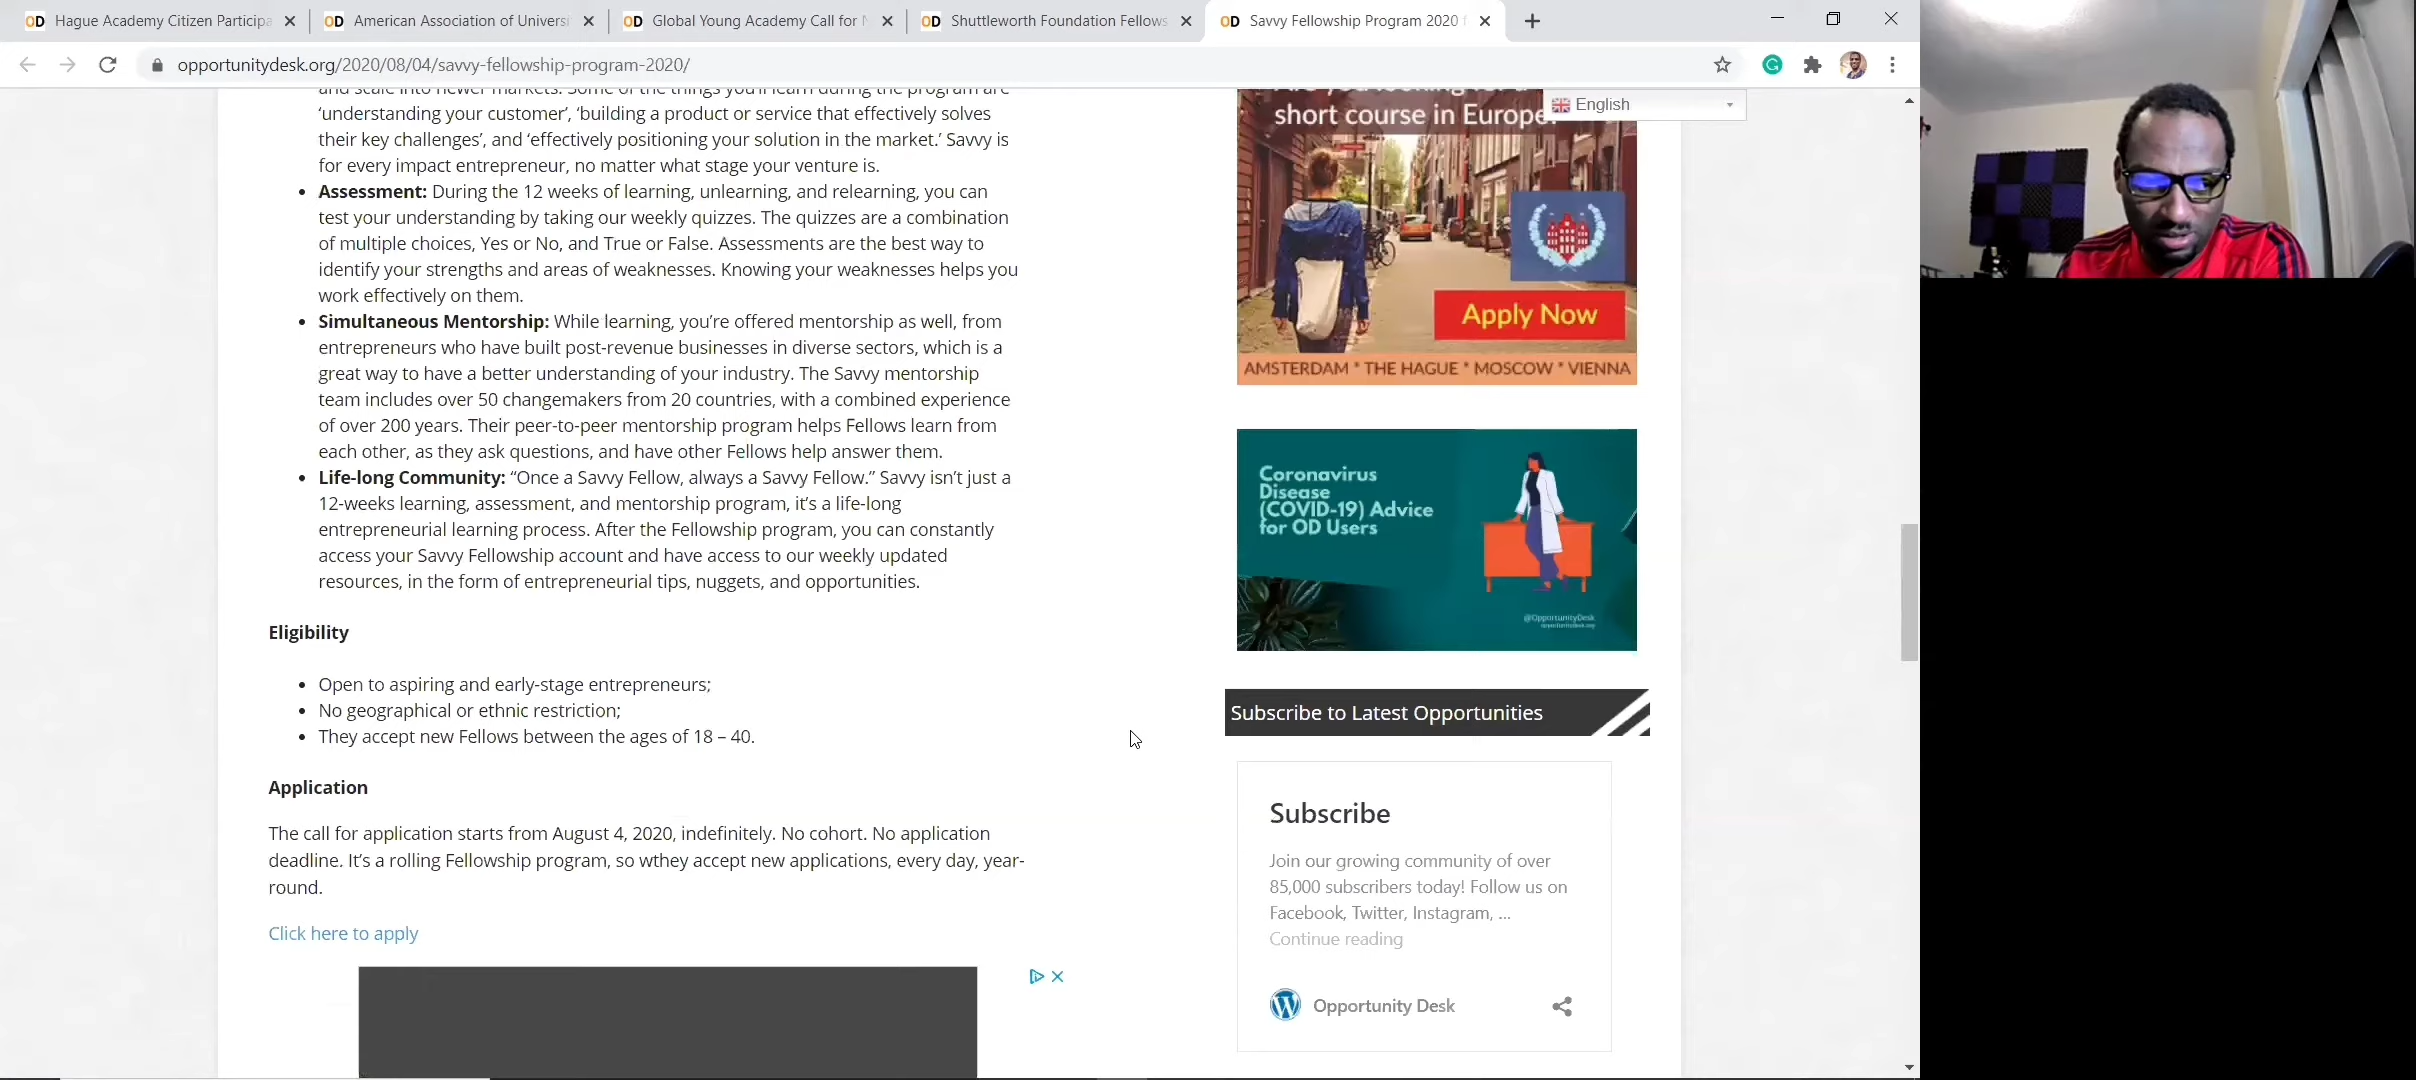 OD Hague Academy Citizen Participa
OD American Association of Universi
OD Global Young Academy Call for N
OD Shuttleworth Foundation Fellows
OD Savvy Fellowship Program 2020 f
opportunitydesk.org/2020/08/04/savvy-fellowship-program-2020/
English
and scale into newer markets. Some of the things you'll learn during the program are
‘understanding your customer’, ‘building a product or service that effectively solves
their key challenges’, and ‘effectively positioning your solution in the market.’ Savvy is
for every impact entrepreneur, no matter what stage your venture is.
• Assessment: During the 12 weeks of learning, unlearning, and relearning, you can
test your understanding by taking our weekly quizzes. The quizzes are a combination
of multiple choices, Yes or No, and True or False. Assessments are the best way to
identify your strengths and areas of weaknesses. Knowing your weaknesses helps you
work effectively on them.
• Simultaneous Mentorship: While learning, you’re offered mentorship as well, from
entrepreneurs who have built post-revenue businesses in diverse sectors, which is a
great way to have a better understanding of your industry. The Savvy mentorship
team includes over 50 changemakers from 20 countries, with a combined experience
of over 200 years. Their peer-to-peer mentorship program helps Fellows learn from
each other, as they ask questions, and have other Fellows help answer them.
• Life-long Community: “Once a Savvy Fellow, always a Savvy Fellow.” Savvy isn’t just a
12-weeks learning, assessment, and mentorship program, it’s a life-long
entrepreneurial learning process. After the Fellowship program, you can constantly
access your Savvy Fellowship account and have access to our weekly updated
resources, in the form of entrepreneurial tips, nuggets, and opportunities.
Eligibility
• Open to aspiring and early-stage entrepreneurs;
• No geographical or ethnic restriction;
• They accept new Fellows between the ages of 18 – 40.
Application
The call for application starts from August 4, 2020, indefinitely. No cohort. No application
deadline. It’s a rolling Fellowship program, so wthey accept new applications, every day, year-
round.
Click here to apply
Are you looking for a
short course in Europe?
Apply Now
AMSTERDAM * THE HAGUE * MOSCOW * VIENNA
Coronavirus
Disease
(COVID-19) Advice
for OD Users
@OpportunityDesk
opportunitydesk.org
Subscribe to Latest Opportunities
Subscribe
Join our growing community of over
85,000 subscribers today! Follow us on
Facebook, Twitter, Instagram, ...
Continue reading
Opportunity Desk